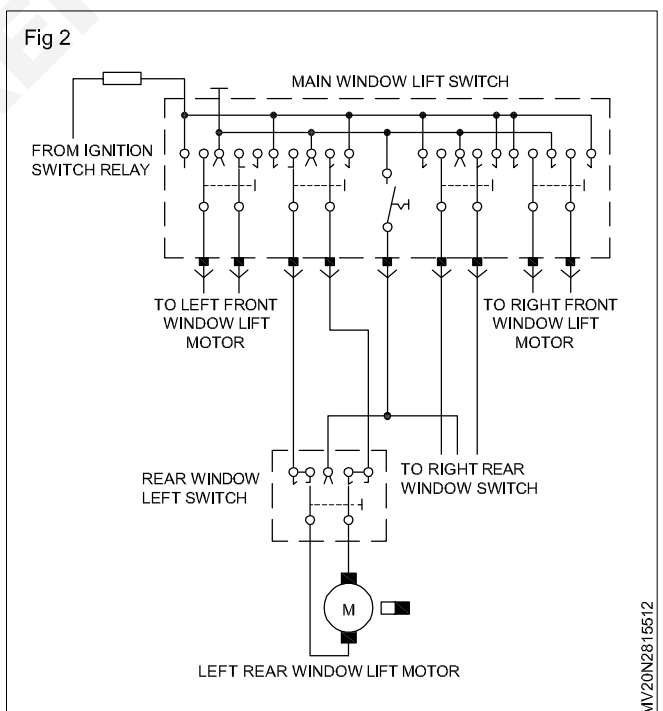 Fig 2
MAIN WINDOW LIFT SWITCH
FROM IGNITION
SWITCH RELAY
TO LEFT FRONT
WINDOW LIFT
MOTOR
TO RIGHT FRONT
WINDOW LIFT
MOTOR
REAR WINDOW
LEFT SWITCH
TO RIGHT REAR
WINDOW SWITCH
M
LEFT REAR WINDOW LIFT MOTOR
MV20N2815512